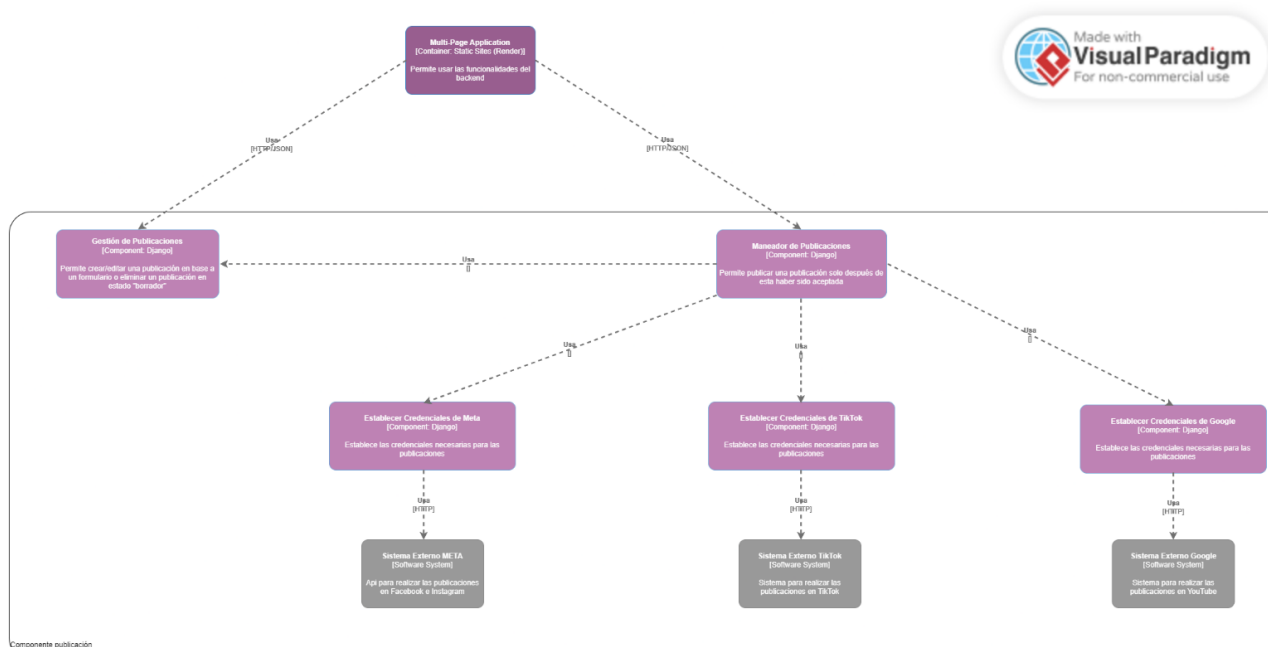 Multi-Page Application
[Container: Static Sites (Render)]
Permite usar las funcionalidades del
backend
Made with
Visual Paradigm
For non-commercial use
Usa
[HTTP/JSON]
Usa
[HTTP/JSON]
Gestión de Publicaciones
[Component: Django]
Permite crear/editar una publicación en base a
un formulario o eliminar un publicación en
estado "borrador"
Usa
[]
Maneador de Publicaciones
[Component: Django]
Permite publicar una publicación solo después de
esta haber sido aceptada
Usa
[]
Usa
[]
Usa
[]
Establecer Credenciales de Meta
[Component: Django]
Establece las credenciales necesarias para las
publicaciones
Establecer Credenciales de TikTok
[Component: Django]
Establece las credenciales necesarias para las
publicaciones
Establecer Credenciales de Google
[Component: Django]
Establece las credenciales necesarias para las
publicaciones
Usa
[HTTP]
Usa
[HTTP]
Usa
[HTTP]
Sistema Externo META
[Software System]
Api para realizar las publicaciones
en Facebook e Instagram
Sistema Externo TikTok
[Software System]
Sistema para realizar las
publicaciones en TikTok
Sistema Externo Google
[Software System]
Sistema para realizar las
publicaciones en YouTube
Componente publicación